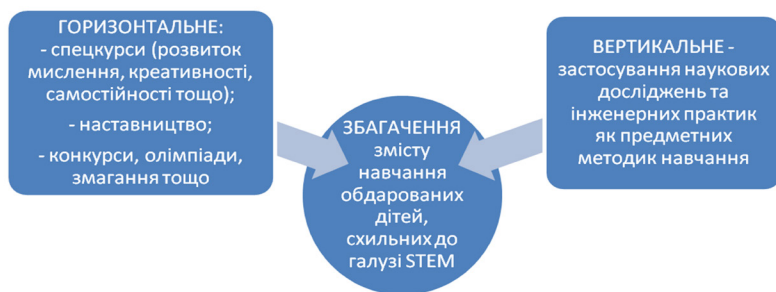 ГОРИЗОНТАЛЬНЕ:
- спецкурси (розвиток
мислення, креативності,
самостійності тощо);
- наставництво;
- конкурси, олімпіади,
змагання тощо
ЗБАГАЧЕННЯ
змісту
навчання
обдарованих
дітей,
схильних до
галузі STEM
ВЕРТИКАЛЬНЕ -
застосування наукових
досліджень та
інженерних практик
як предметних
методик навчання